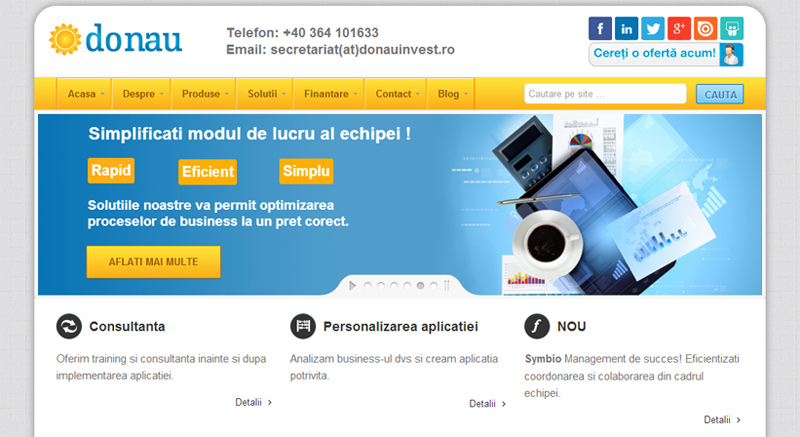 donau
Telefon: +40 364 101633
Email: secretariat(at)donauinvest.ro
Cereți o ofertă acum!
Acasa
Despre
Produse
Solutii
Finantare
Contact
Blog
Cautare pe site ...
CAUTA
Simplificati modul de lucru al echipei !
Rapid
Eficient
Simplu
Solutiile noastre va permit optimizarea
proceselor de business la un pret corect.
AFLATI MAI MULTE
Consultanta
Oferim training si consultanta inainte si dupa
implementarea aplicatiei.
Detalii
Personalizarea aplicatiei
Analizam business-ul dvs si cream aplicatia
potrivita.
Detalii
NOU
Symbio Management de succes! Eficientizati
coordonarea si colaborarea din cadrul
echipei.
Detalii